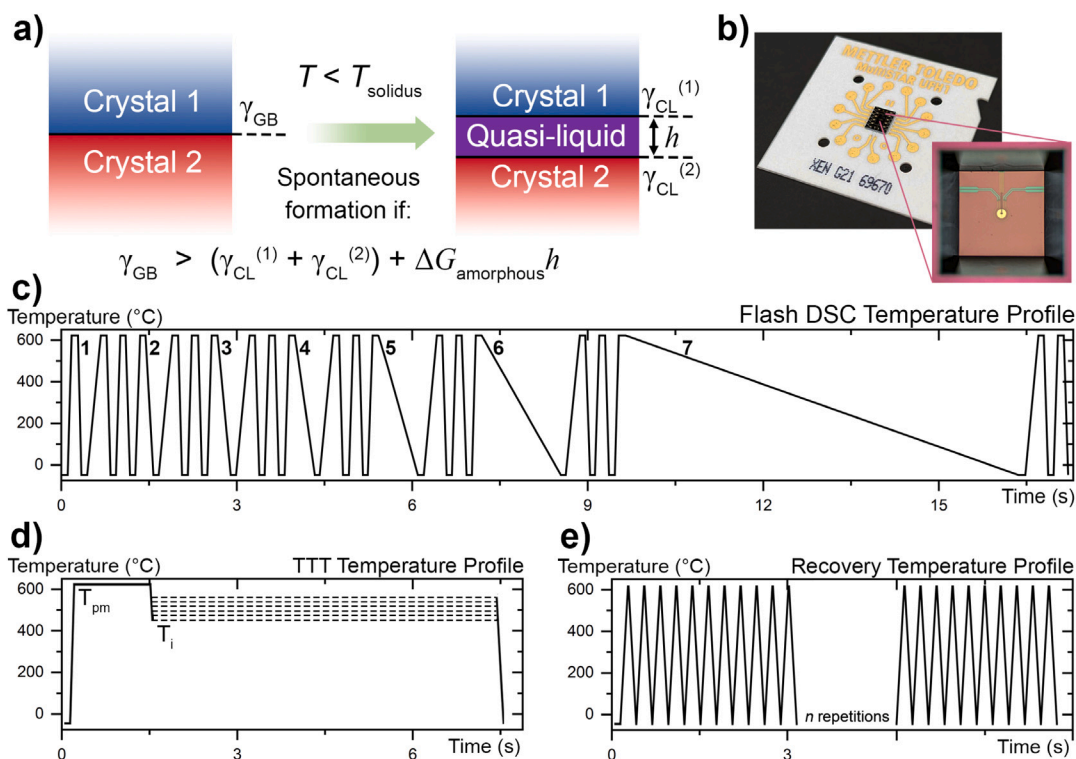 a)
Crystal 1
Crystal 2
γGB
T < Tsolidus
Spontaneous
formation if:
Crystal 1
Quasi-liquid
Crystal 2
γCL(1)
h
γCL(2)
γGB > (γCL(1) + γCL(2)) + ΔGamorphoush
b)
METTLER TOLEDO
XEN G21 69670
c)
Temperature (°C)
Flash DSC Temperature Profile
600
400
200
0
1
2
3
4
5
6
7
0
3
6
9
12
15
Time (s)
d)
Temperature (°C)
TTT Temperature Profile
600
400
200
0
Tpm
Ti
0
3
6
Time (s)
e)
Temperature (°C)
Recovery Temperature Profile
600
400
200
0
n repetitions
0
3
Time (s)